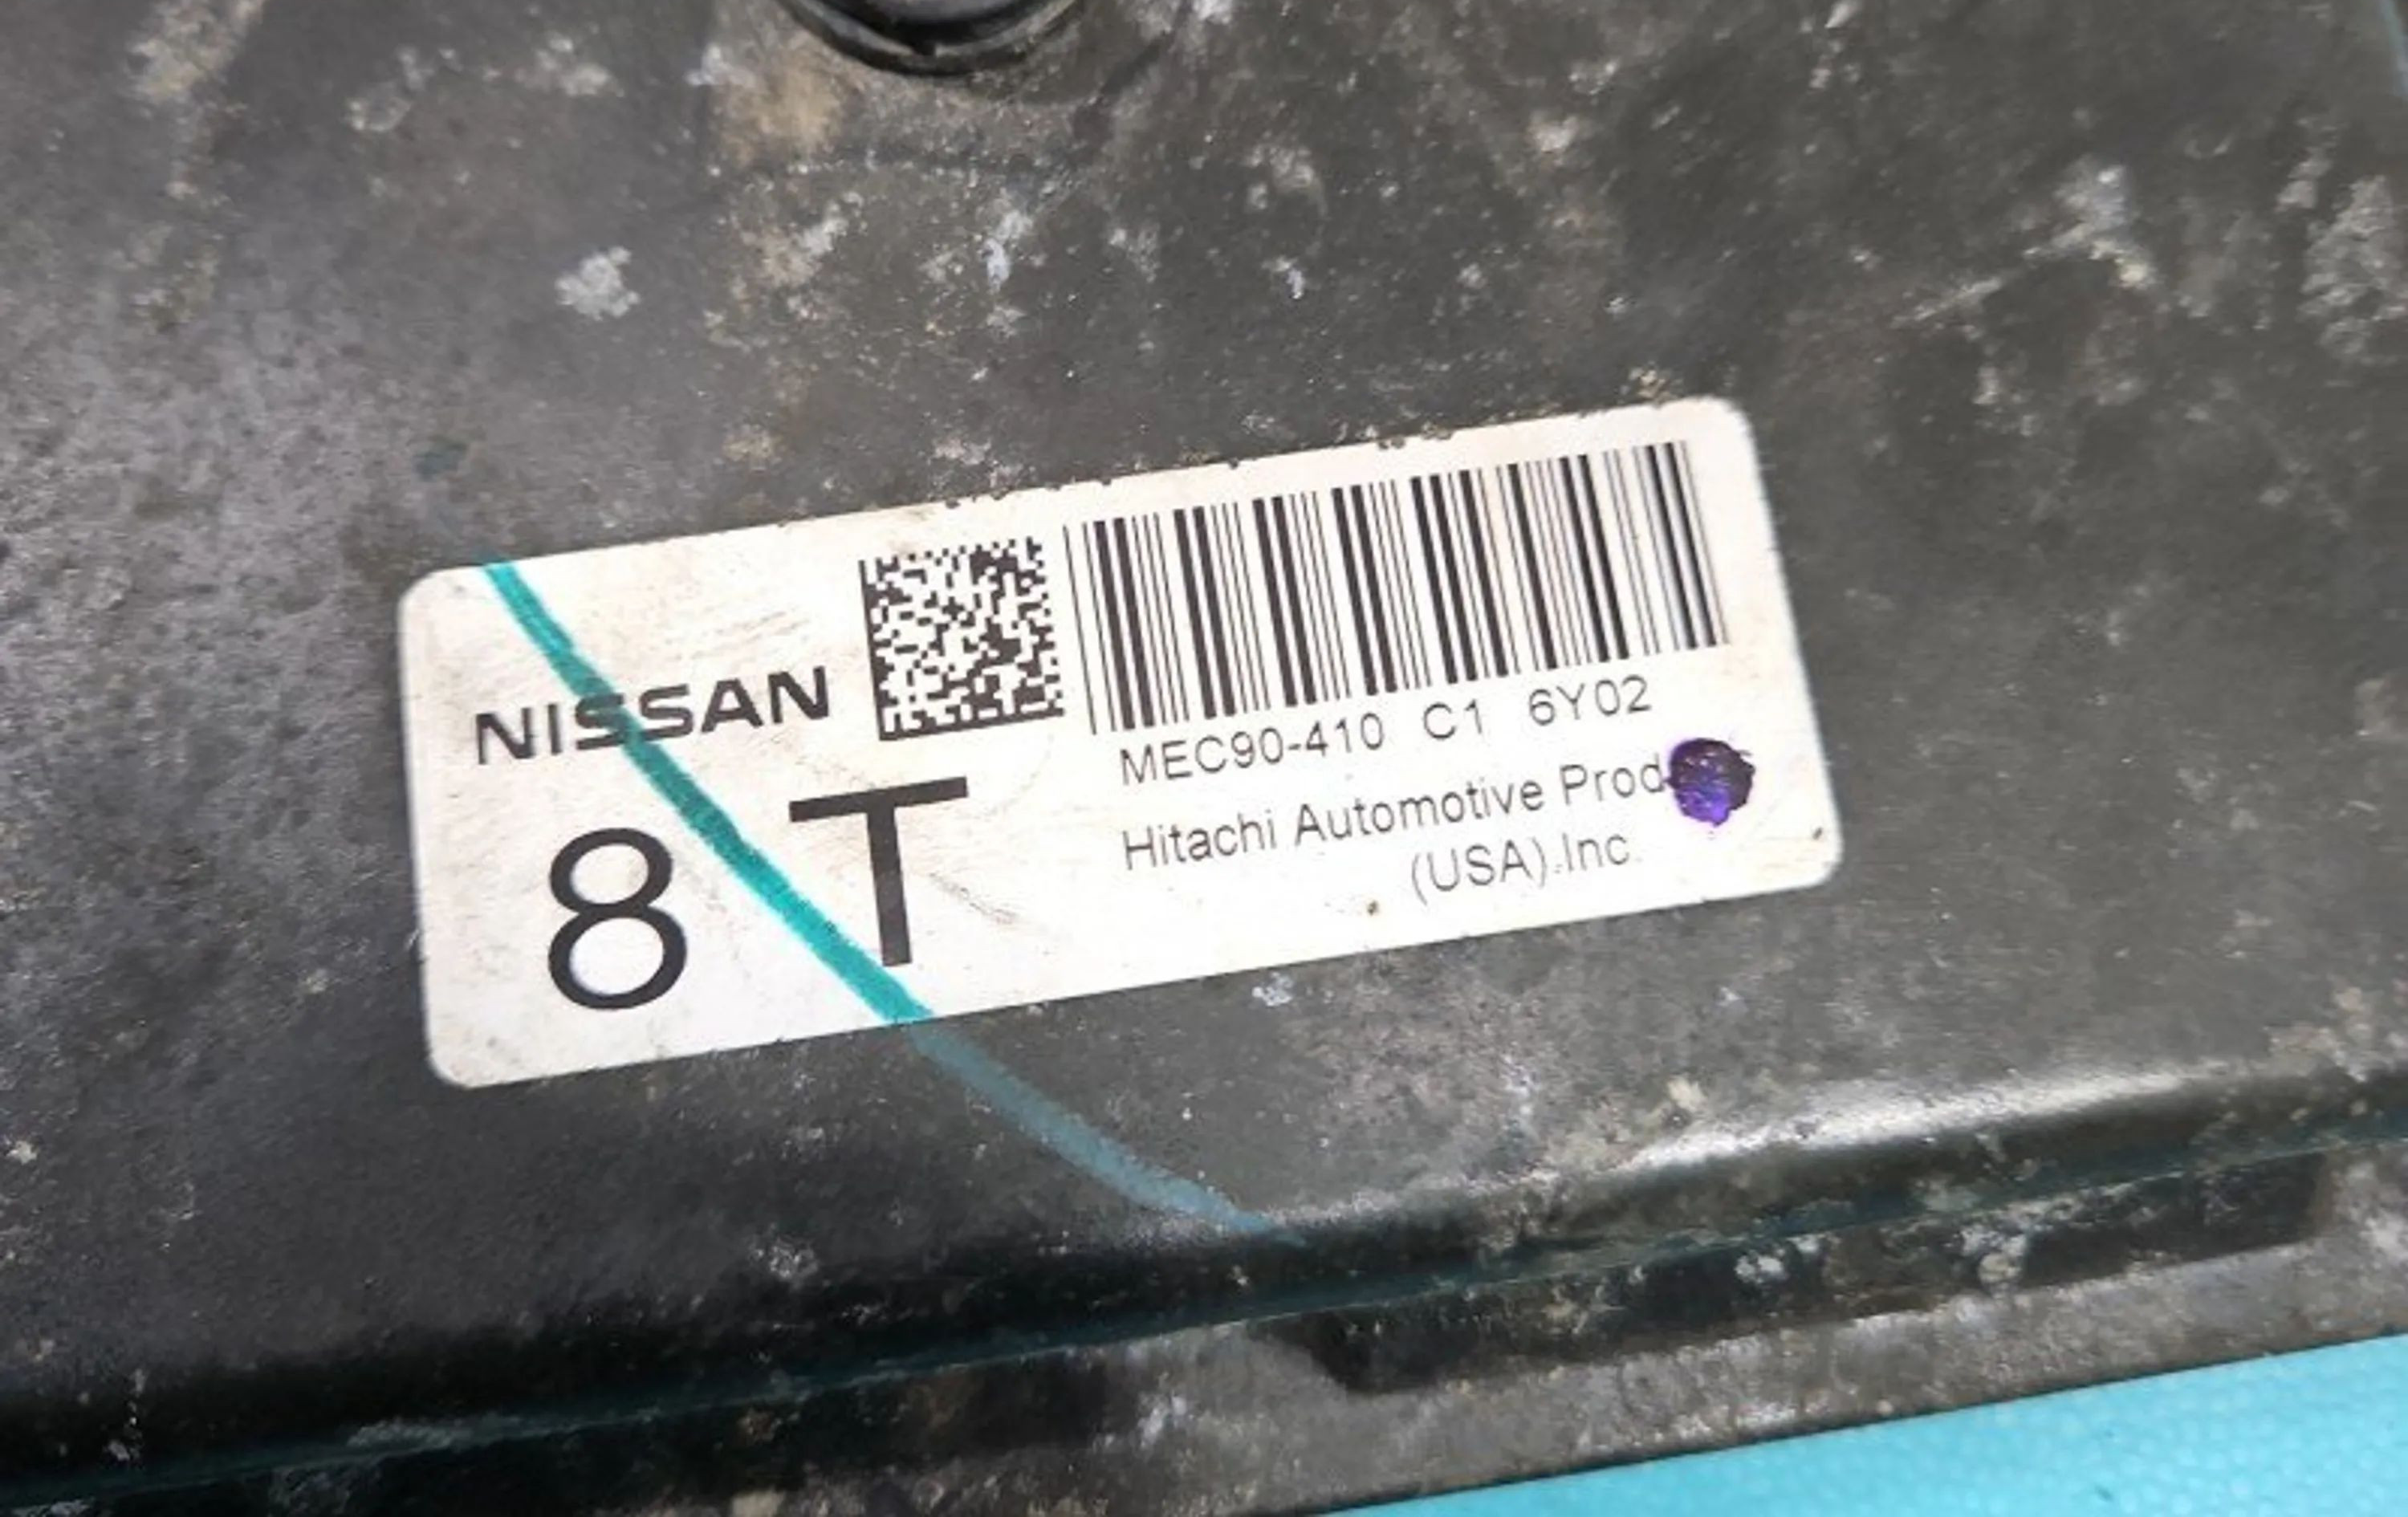 NISSAN
8 T
MEC90-410 C1 6Y02
Hitachi Automotive Prod
(USA).Inc.